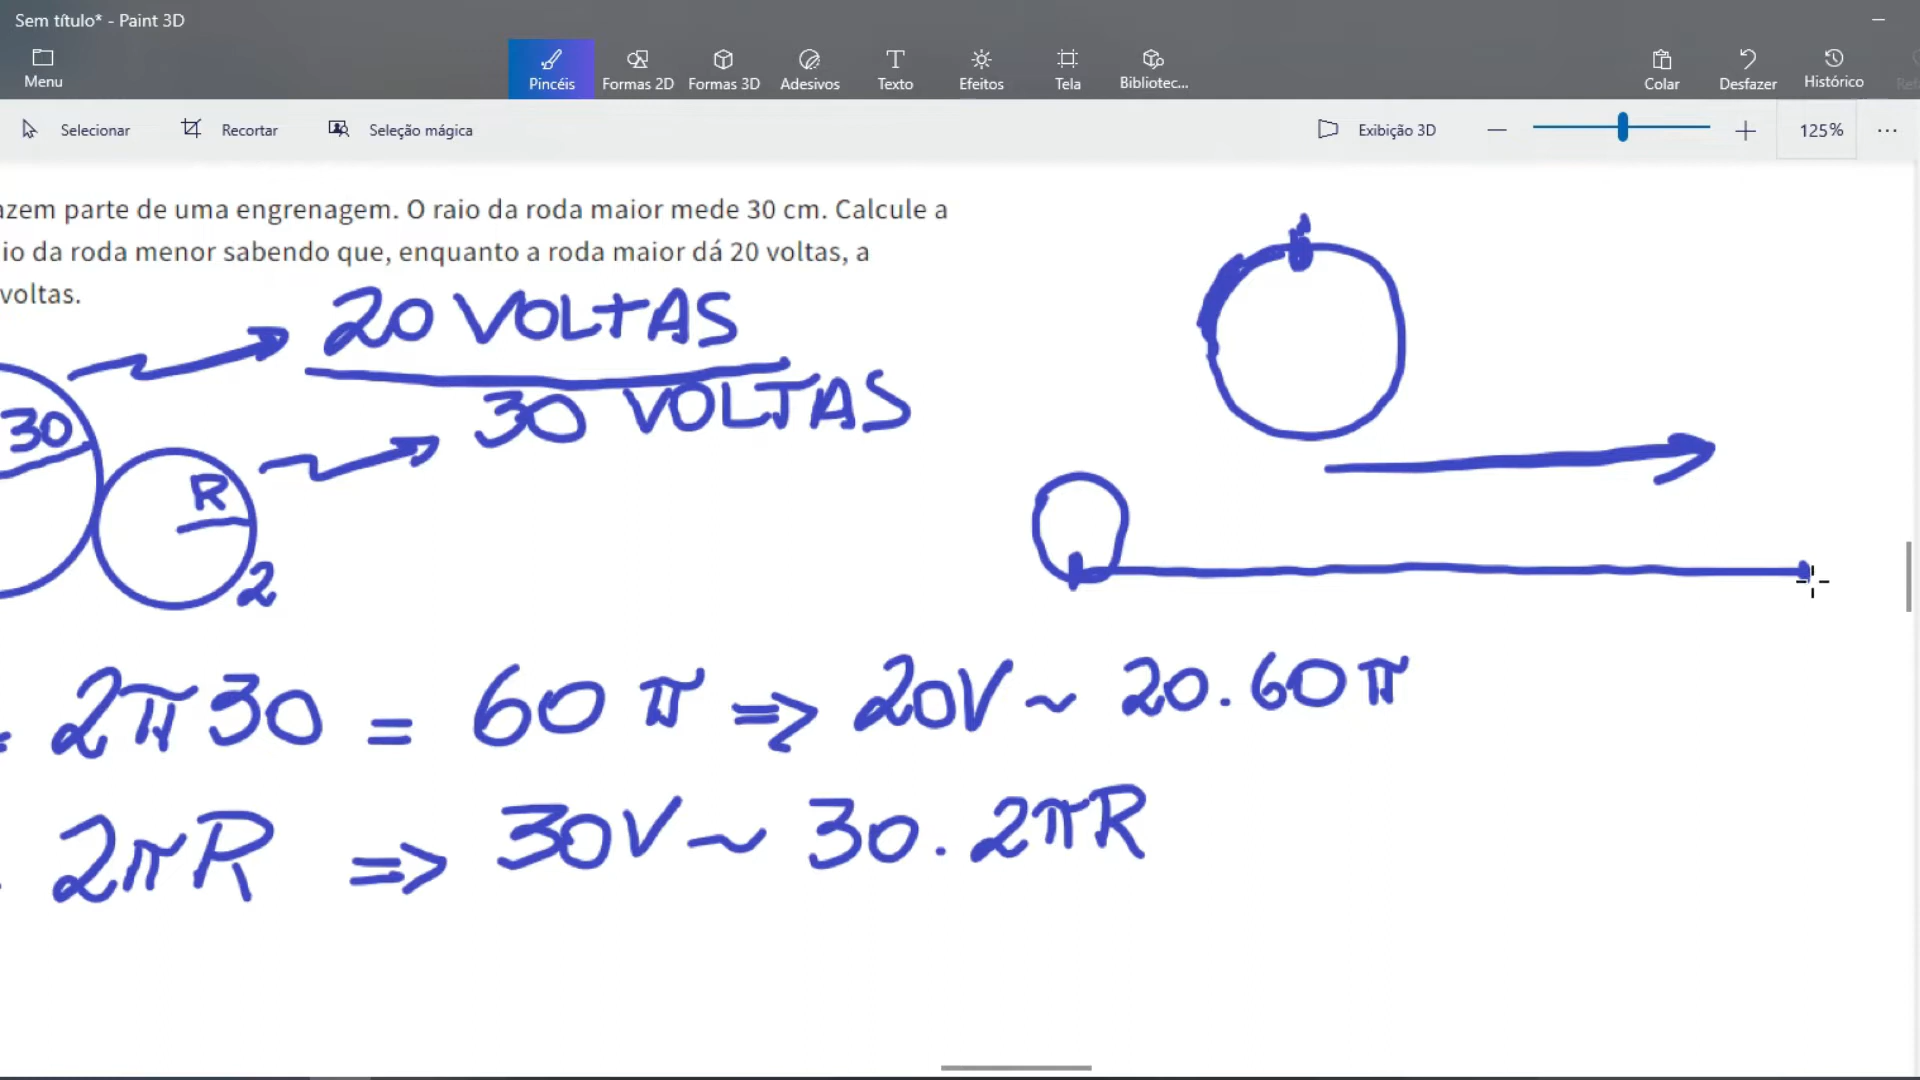 Sem título* - Paint 3D
Menu
Pincéis
Formas 2D
Formas 3D
Adesivos
Texto
Efeitos
Tela
Bibliotec...
Colar
Desfazer
Histórico
Selecionar
Recortar
Seleção mágica
Exibição 3D
125%
azem parte de uma engrenagem. O raio da roda maior mede 30 cm. Calcule a
io da roda menor sabendo que, enquanto a roda maior dá 20 voltas, a
voltas.
20 VOLTAS
30 VOLTAS
30
R
2
2π30 = 60π => 20V ~ 20.60π
2πR => 30V ~ 30.2πR